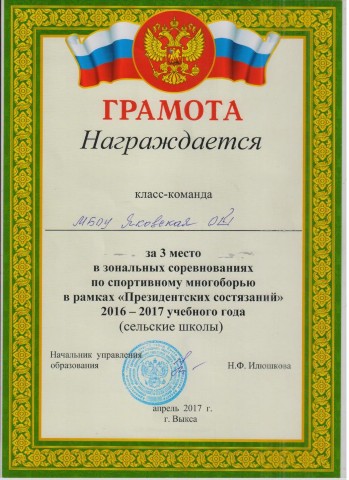 ГРАМОТА
Награждается
класс-команда
МБОУ Яковская ОШ
за 3 место
в зональных соревнованиях
по спортивному многоборью
в рамках «Президентских состязаний»
2016 – 2017 учебного года
(сельские школы)
Начальник управления
образования
Н.Ф. Илюшкова
апрель 2017 г.
г. Выкса